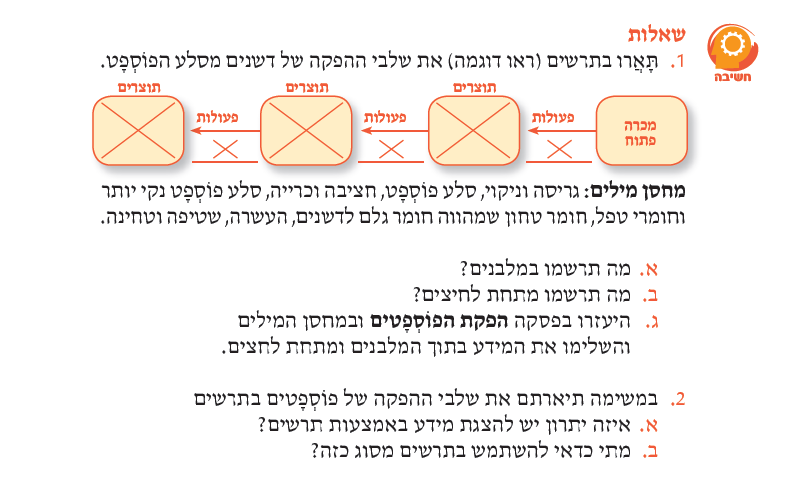 שאלות
חשיבה
1. תָּאֲרו בתרשים (ראו דוגמה) את שלבי ההפקה של דשנים מסלע הפוֹסְפָט.
תוצרים תוצרים תוצרים
מכרה פתוח פעולות פעולות פעולות
מחסן מילים: גריסה וניקוי, סלע פוֹסְפָט, חציבה וכרייה, סלע פוֹסְפָט נקי יותר
וחומרי טפל, חומר טחון שמהווה חומר גלם לדשנים, העשרה, שטיפה וטחינה.
א. מה תרשמו במלבנים?
ב. מה תרשמו מתחת לחיצים?
ג. היעזרו בפסקה הפקת הפוֹסְפָטים ובמחסן המילים
והשלימו את המידע בתוך המלבנים ומתחת לחצים.
2. במשימה תיארתם את שלבי ההפקה של פוֹסְפָטים בתרשים
א. איזה יתרון יש להצגת מידע באמצעות תרשים?
ב. מתי כדאי להשתמש בתרשים מסוג כזה?